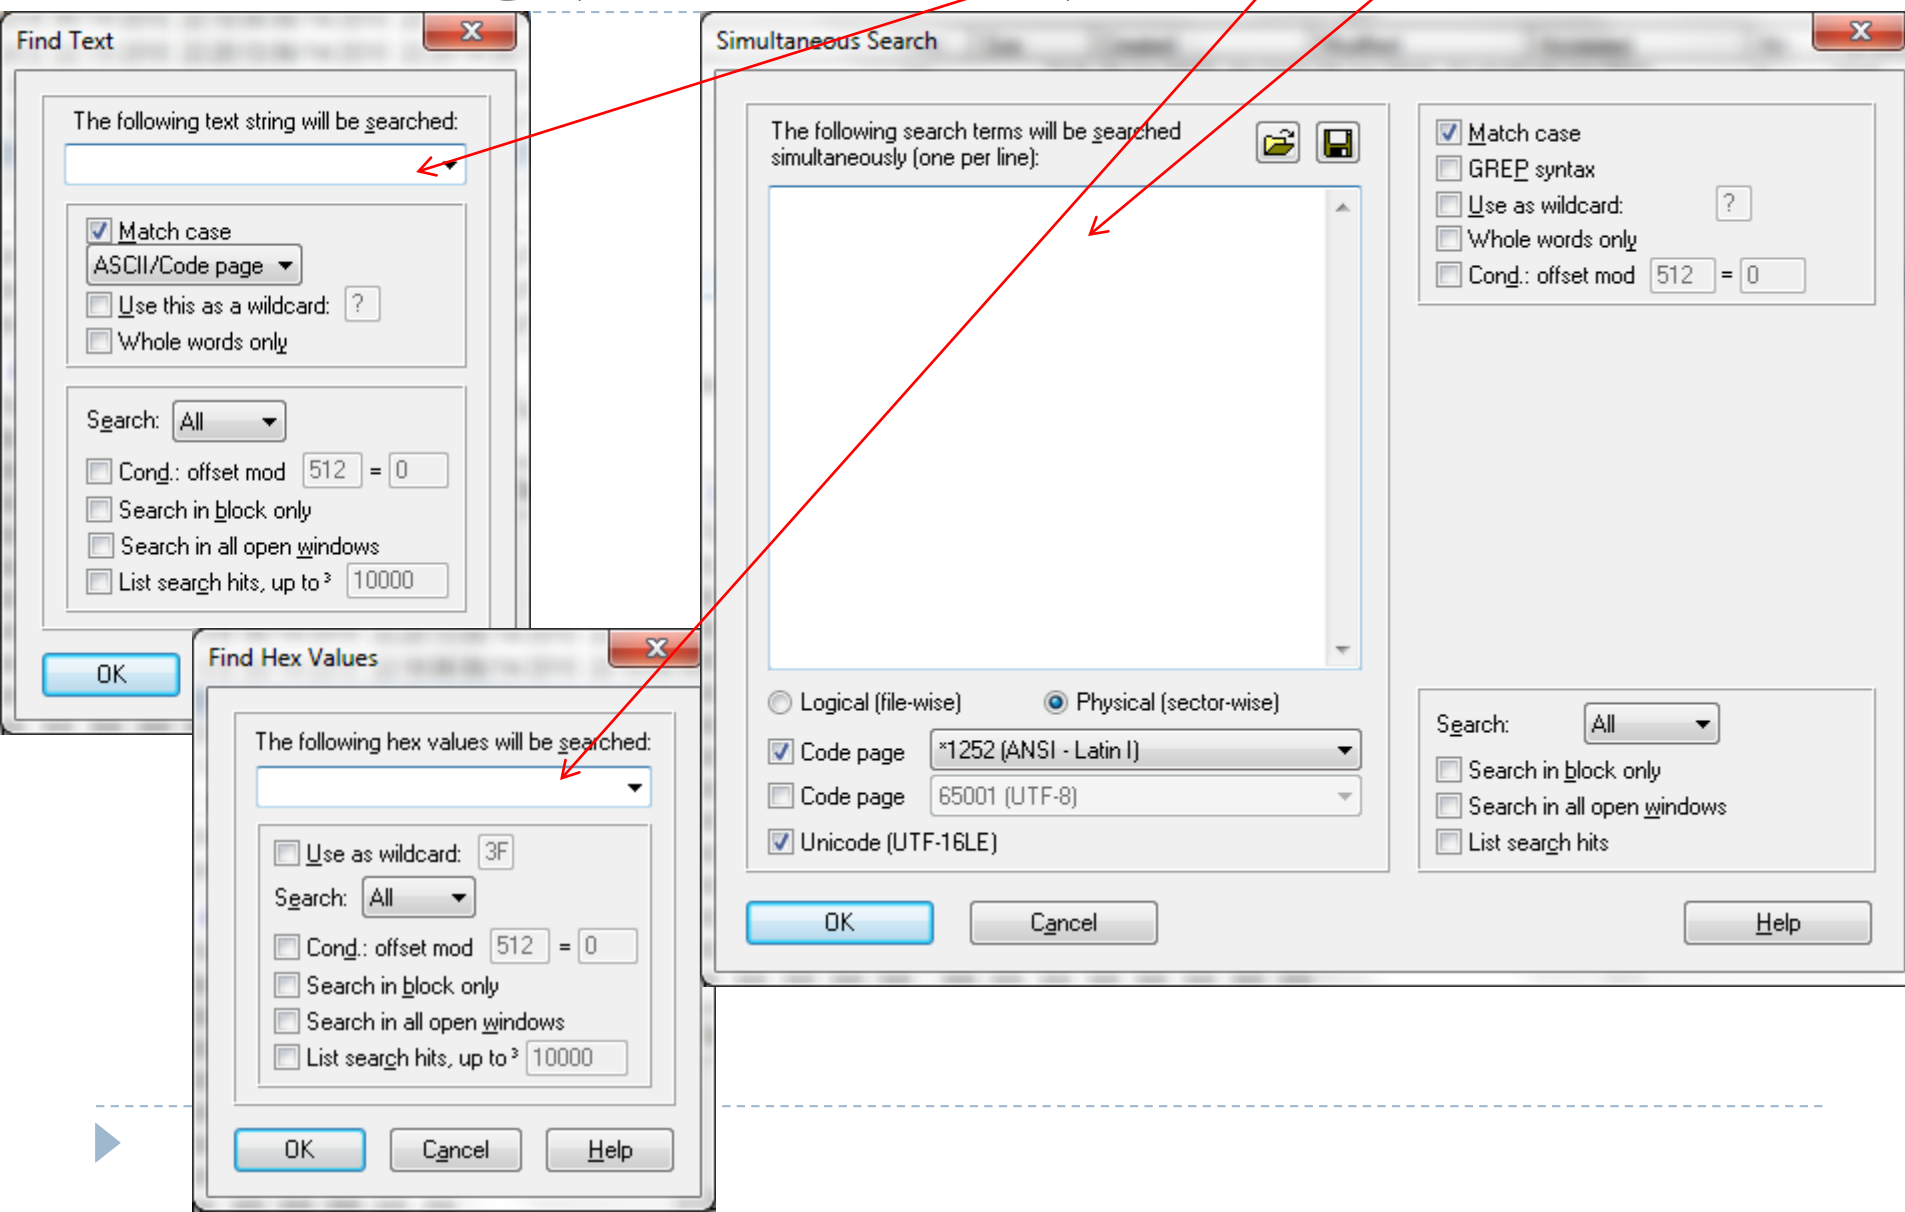 Find Text
The following text string will be searched:
Match case
ASCII/Code page
Use this as a wildcard: ?
Whole words only
Search: All
Cond.: offset mod 512 = 0
Search in block only
Search in all open windows
List search hits, up to ³ 10000
OK
Find Hex Values
The following hex values will be searched:
Use as wildcard: 3F
Search: All
Cond.: offset mod 512 = 0
Search in block only
Search in all open windows
List search hits, up to ³ 10000
OK Cancel Help
Simultaneous Search
The following search terms will be searched
simultaneously (one per line):
Logical (file-wise) Physical (sector-wise)
Code page *1252 (ANSI - Latin I)
Code page 65001 (UTF-8)
Unicode (UTF-16LE)
Match case
GREP syntax
Use as wildcard: ?
Whole words only
Cond.: offset mod 512 = 0
Search: All
Search in block only
Search in all open windows
List search hits
OK Cancel Help